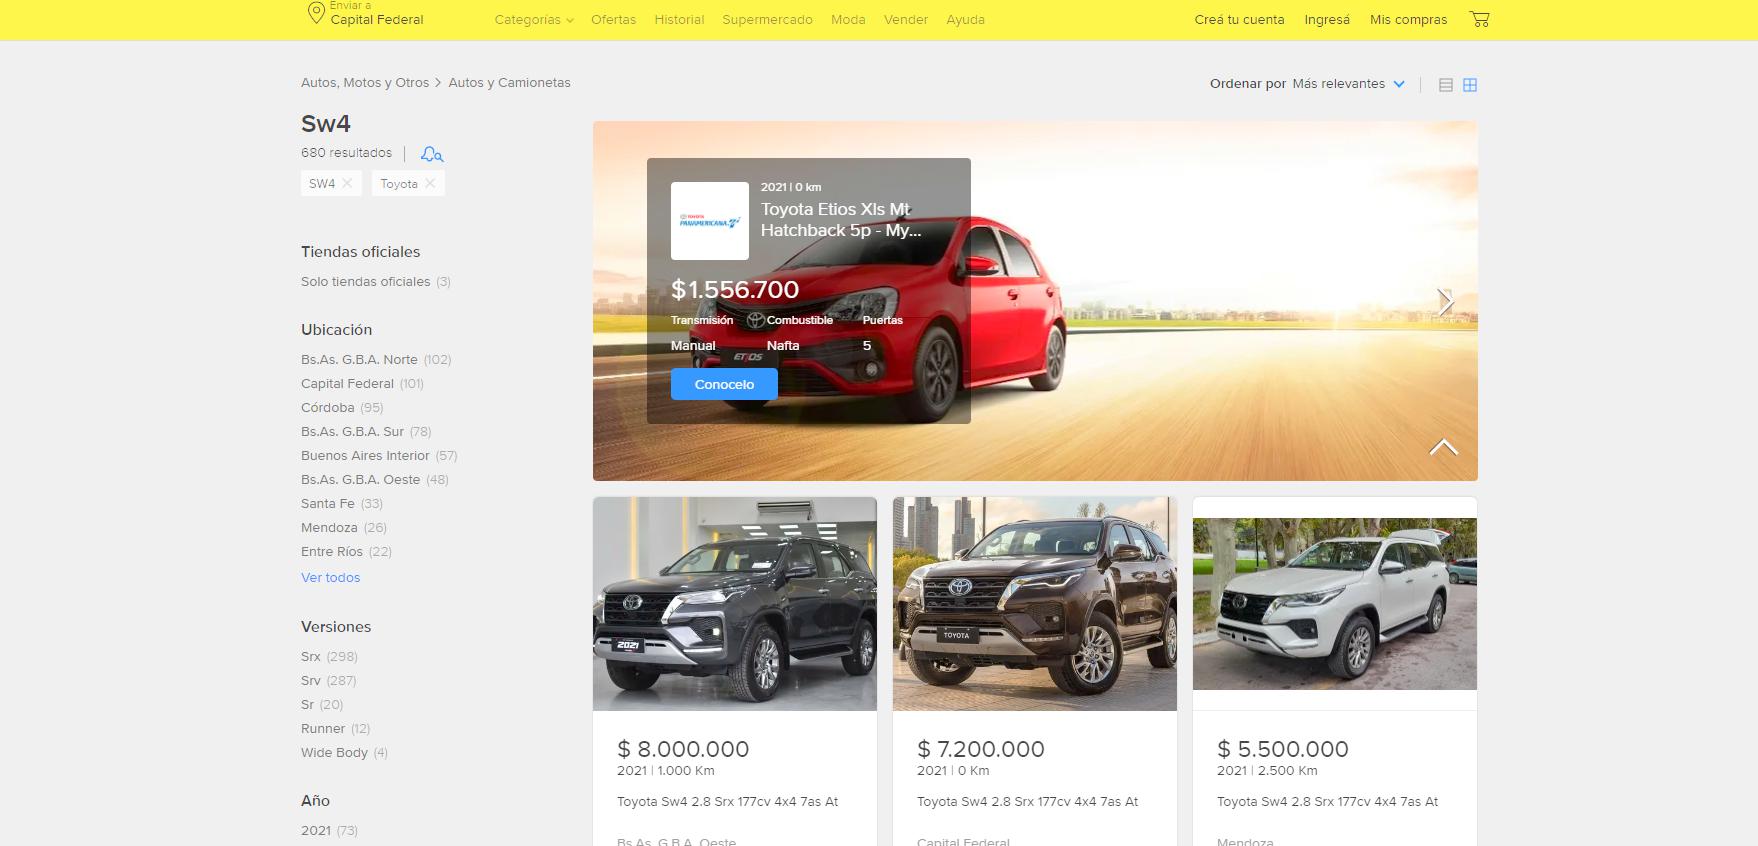 Enviar a
Capital Federal
Categorías Ofertas Historial Supermercado Moda Vender Ayuda
Creá tu cuenta Ingresá Mis compras
Autos, Motos y Otros > Autos y Camionetas
Ordenar por Más relevantes
Sw4
680 resultados
SW4 Toyota
Tiendas oficiales
Solo tiendas oficiales (3)
Ubicación
Bs.As. G.B.A. Norte (102)
Capital Federal (101)
Córdoba (95)
Bs.As. G.B.A. Sur (78)
Buenos Aires Interior (57)
Bs.As. G.B.A. Oeste (48)
Santa Fe (33)
Mendoza (26)
Entre Ríos (22)
Ver todos
Versiones
Srx (298)
Srv (287)
Sr (20)
Runner (12)
Wide Body (4)
Año
2021 (73)
TOYOTA
PANAMERICANA
2021 | 0 km
Toyota Etios Xls Mt
Hatchback 5p - My...
$ 1.556.700
Transmisión Combustible Puertas
Manual Nafta 5
ETIOS
Conocelo
2021
TOYOTA
$ 8.000.000
2021 | 1.000 Km
Toyota Sw4 2.8 Srx 177cv 4x4 7as At
Bs.As. G.B.A. Oeste
$ 7.200.000
2021 | 0 Km
Toyota Sw4 2.8 Srx 177cv 4x4 7as At
Capital Federal
$ 5.500.000
2021 | 2.500 Km
Toyota Sw4 2.8 Srx 177cv 4x4 7as At
Mendoza